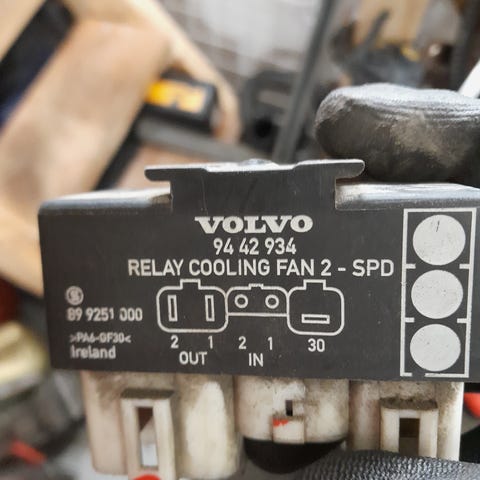 VOLVO
94 42 934
RELAY COOLING FAN 2 - SPD
S
89 9251 000
>PA6-GF30<
Ireland
2 1 2 1 30
OUT IN